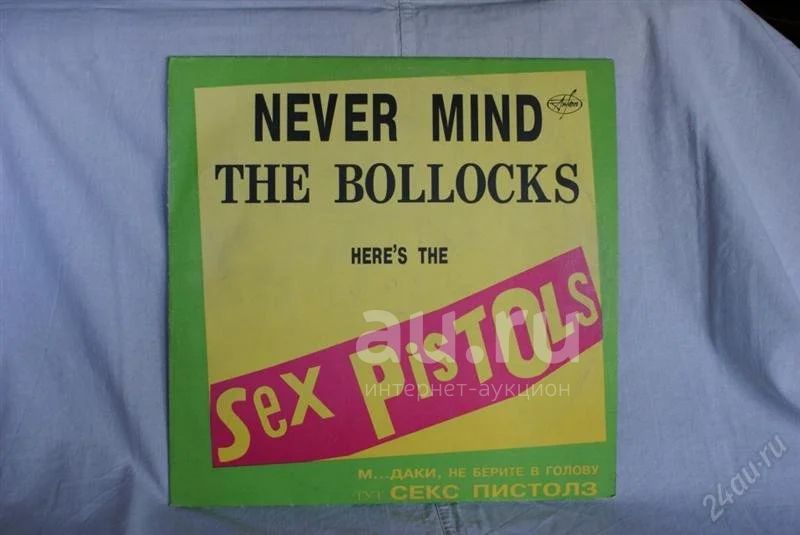 NEVER MIND
THE BOLLOCKS
HERE'S THE
Sex PisTOLs
au.ru
интернет-аукцион
М...ДАКИ, НЕ БЕРИТЕ В ГОЛОВУ
ТУТ СЕКС ПИСТОЛЗ
24au.ru